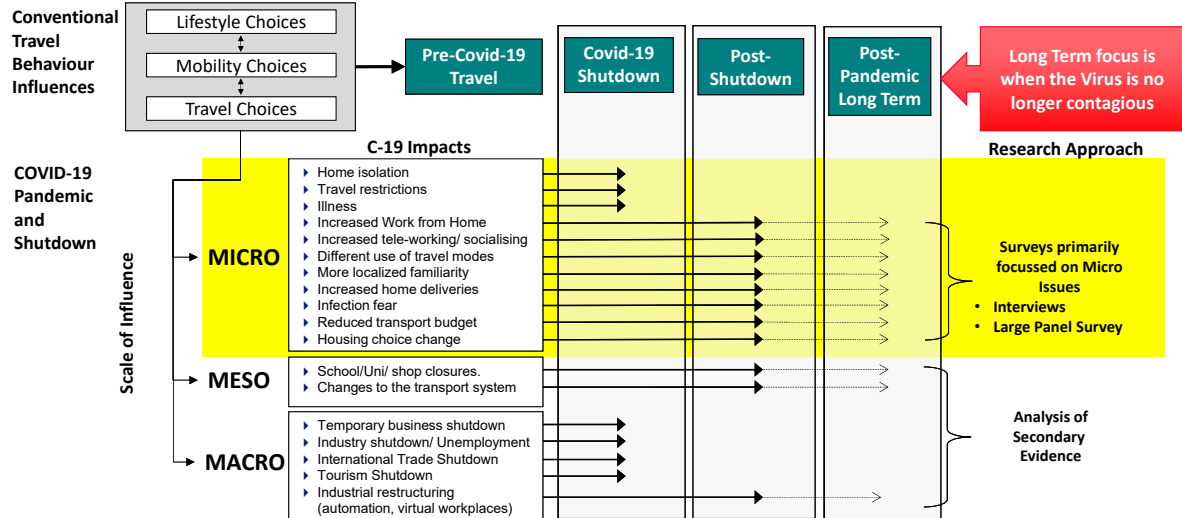 Conventional
Travel
Behaviour
Influences
Lifestyle Choices
Mobility Choices
Travel Choices
Pre-Covid-19
Travel
Covid-19
Shutdown
Post-
Shutdown
Post-
Pandemic
Long Term
Long Term focus is
when the Virus is no
longer contagious
COVID-19
Pandemic
and
Shutdown
Scale of Influence
C-19 Impacts
Research Approach
MICRO
Home isolation
Travel restrictions
Illness
Increased Work from Home
Increased tele-working/ socialising
Different use of travel modes
More localized familiarity
Increased home deliveries
Infection fear
Reduced transport budget
Housing choice change
Surveys primarily
focussed on Micro
Issues
• Interviews
• Large Panel Survey
MESO
School/Uni/ shop closures.
Changes to the transport system
MACRO
Temporary business shutdown
Industry shutdown/ Unemployment
International Trade Shutdown
Tourism Shutdown
Industrial restructuring
(automation, virtual workplaces)
Analysis of
Secondary
Evidence